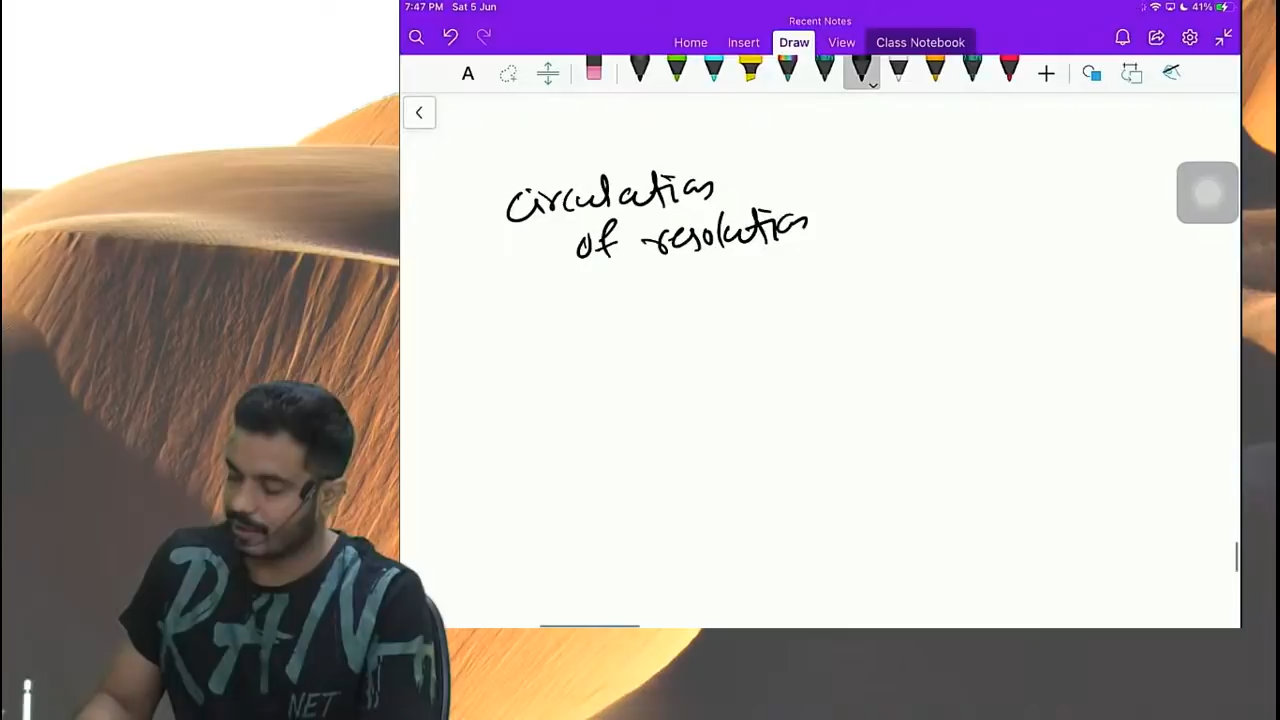 7:47 PM Sat 5 Jun
41%
Recent Notes
Home Insert Draw View Class Notebook
A
circulation
of resolution
RAN
NET